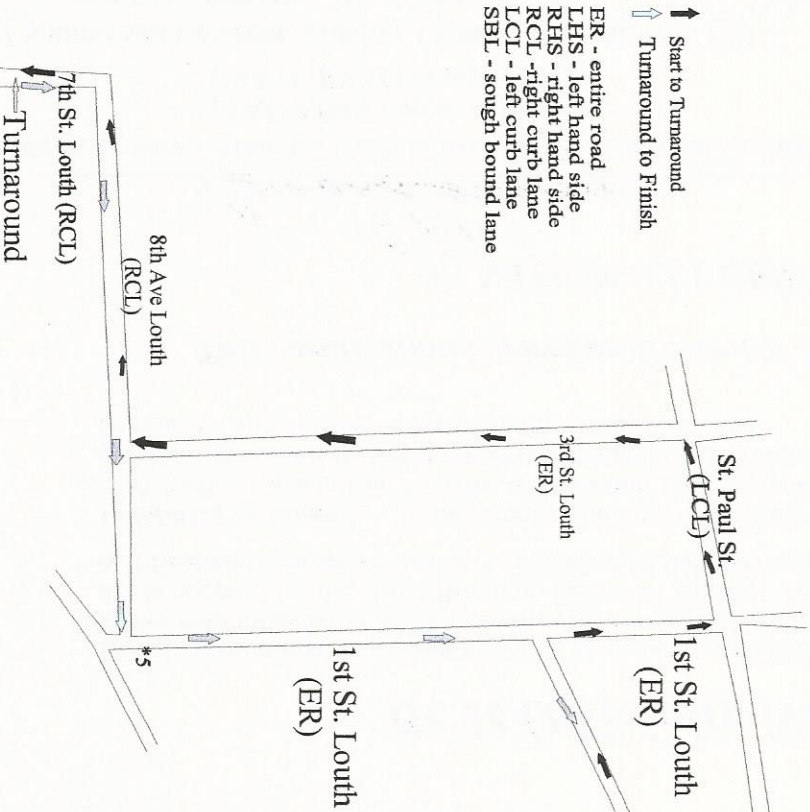 Start to Turnaround
Turnaround to Finish
ER - entire road
LHS - left hand side
RHS - right hand side
RCL -right curb lane
LCL - left curb lane
SBL - sough bound lane
St. Paul St.
(LCL)
1st St. Louth
(ER)
3rd St. Louth
(ER)
1st St. Louth
(ER)
8th Ave Louth
(RCL)
*5
7th St. Louth (RCL)
Turnaround